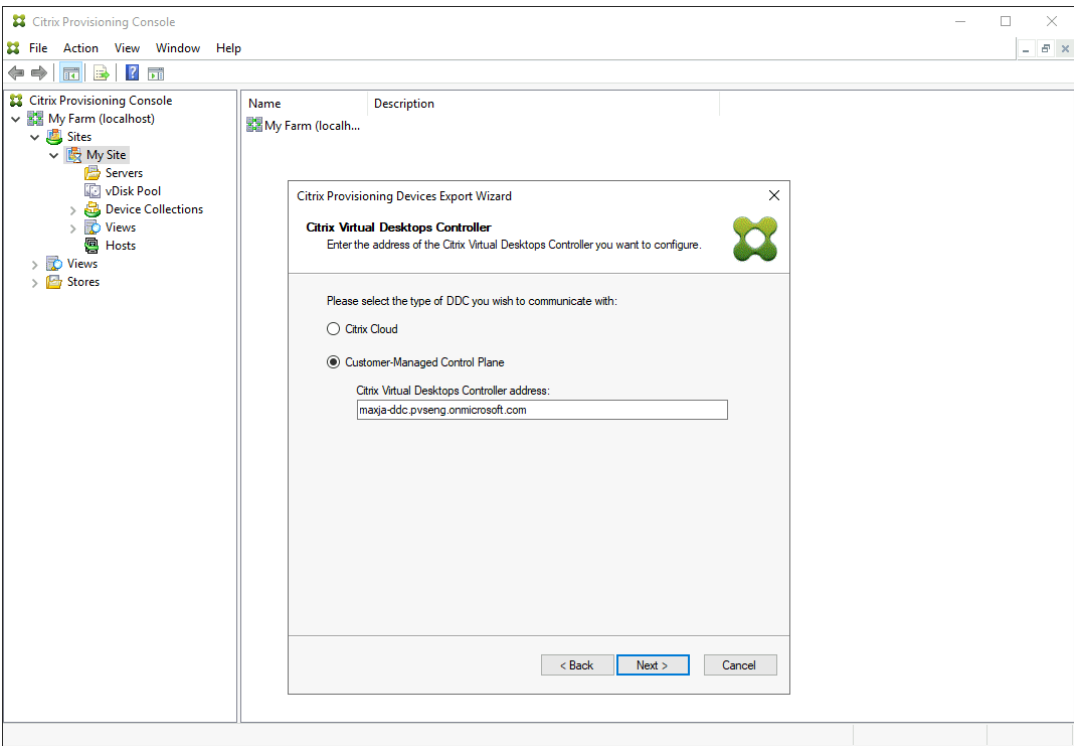 Citrix Provisioning Console
File Action View Window Help
Citrix Provisioning Console
My Farm (localhost)
Sites
My Site
Servers
vDisk Pool
Device Collections
Views
Hosts
Views
Stores
Name Description
My Farm (localh...
Citrix Provisioning Devices Export Wizard
Citrix Virtual Desktops Controller
Enter the address of the Citrix Virtual Desktops Controller you want to configure.
Please select the type of DDC you wish to communicate with:
Citrix Cloud
Customer-Managed Control Plane
Citrix Virtual Desktops Controller address:
maxja-ddc.pvseng.onmicrosoft.com
< Back Next > Cancel